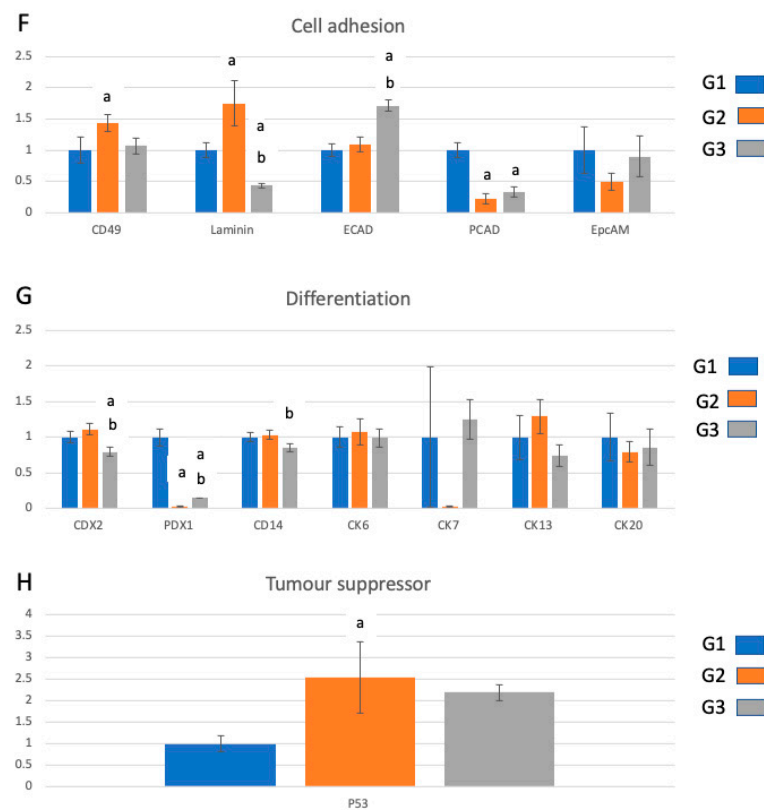 F
Cell adhesion
2.5
2
1.5
1
0.5
0
a
a
a
b
a
b
a
a
CD49
Laminin
ECAD
PCAD
EpcAM
G1
G2
G3
G
Differentiation
2.5
2
1.5
1
0.5
0
a
b
a
a
b
b
CDX2
PDX1
CD14
CK6
CK7
CK13
CK20
G1
G2
G3
H
Tumour suppressor
4
3.5
3
2.5
2
1.5
1
0.5
0
a
P53
G1
G2
G3